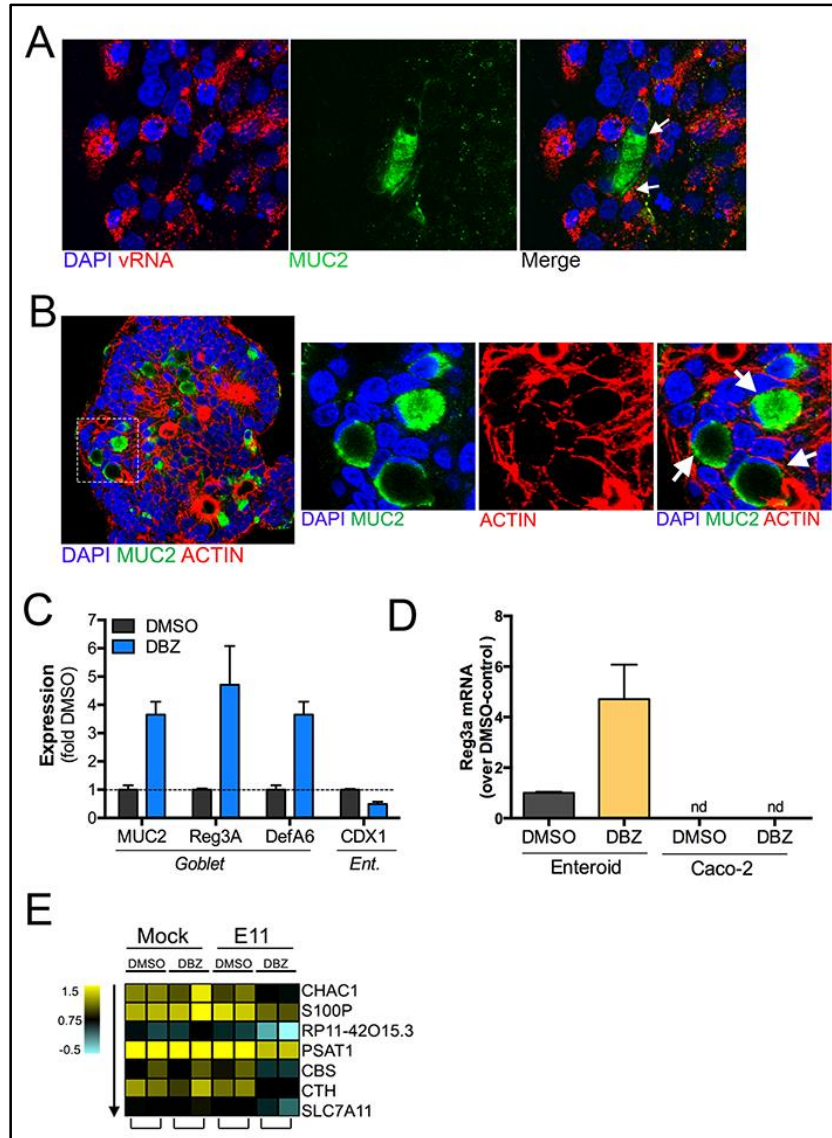 A
DAPI vRNA
MUC2
Merge
B
DAPI MUC2 ACTIN
DAPI MUC2
ACTIN
DAPI MUC2 ACTIN
C
Expression
(fold DMSO)
7
6
5
4
3
2
1
0
DMSO
DBZ
MUC2 Reg3A DefA6 CDX1
Goblet Ent.
D
Reg3a mRNA
(over DMSO-control)
8
6
4
2
0
nd nd
DMSO DBZ DMSO DBZ
Enteroid Caco-2
E
Mock E11
DMSO DBZ DMSO DBZ
1.5
0.75
-0.5
CHAC1
S100P
RP11-42O15.3
PSAT1
CBS
CTH
SLC7A11